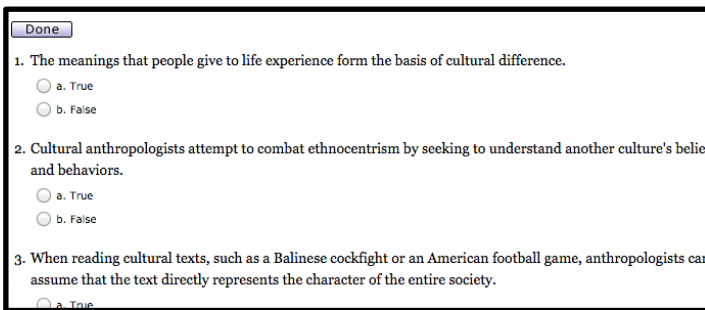 Done
1. The meanings that people give to life experience form the basis of cultural difference.
a. True
b. False
2. Cultural anthropologists attempt to combat ethnocentrism by seeking to understand another culture's
and behaviors.
a. True
b. False
3. When reading cultural texts, such as a Balinese cockfight or an American football game, anthropologists
assume that the text directly represents the character of the entire society.
a. True